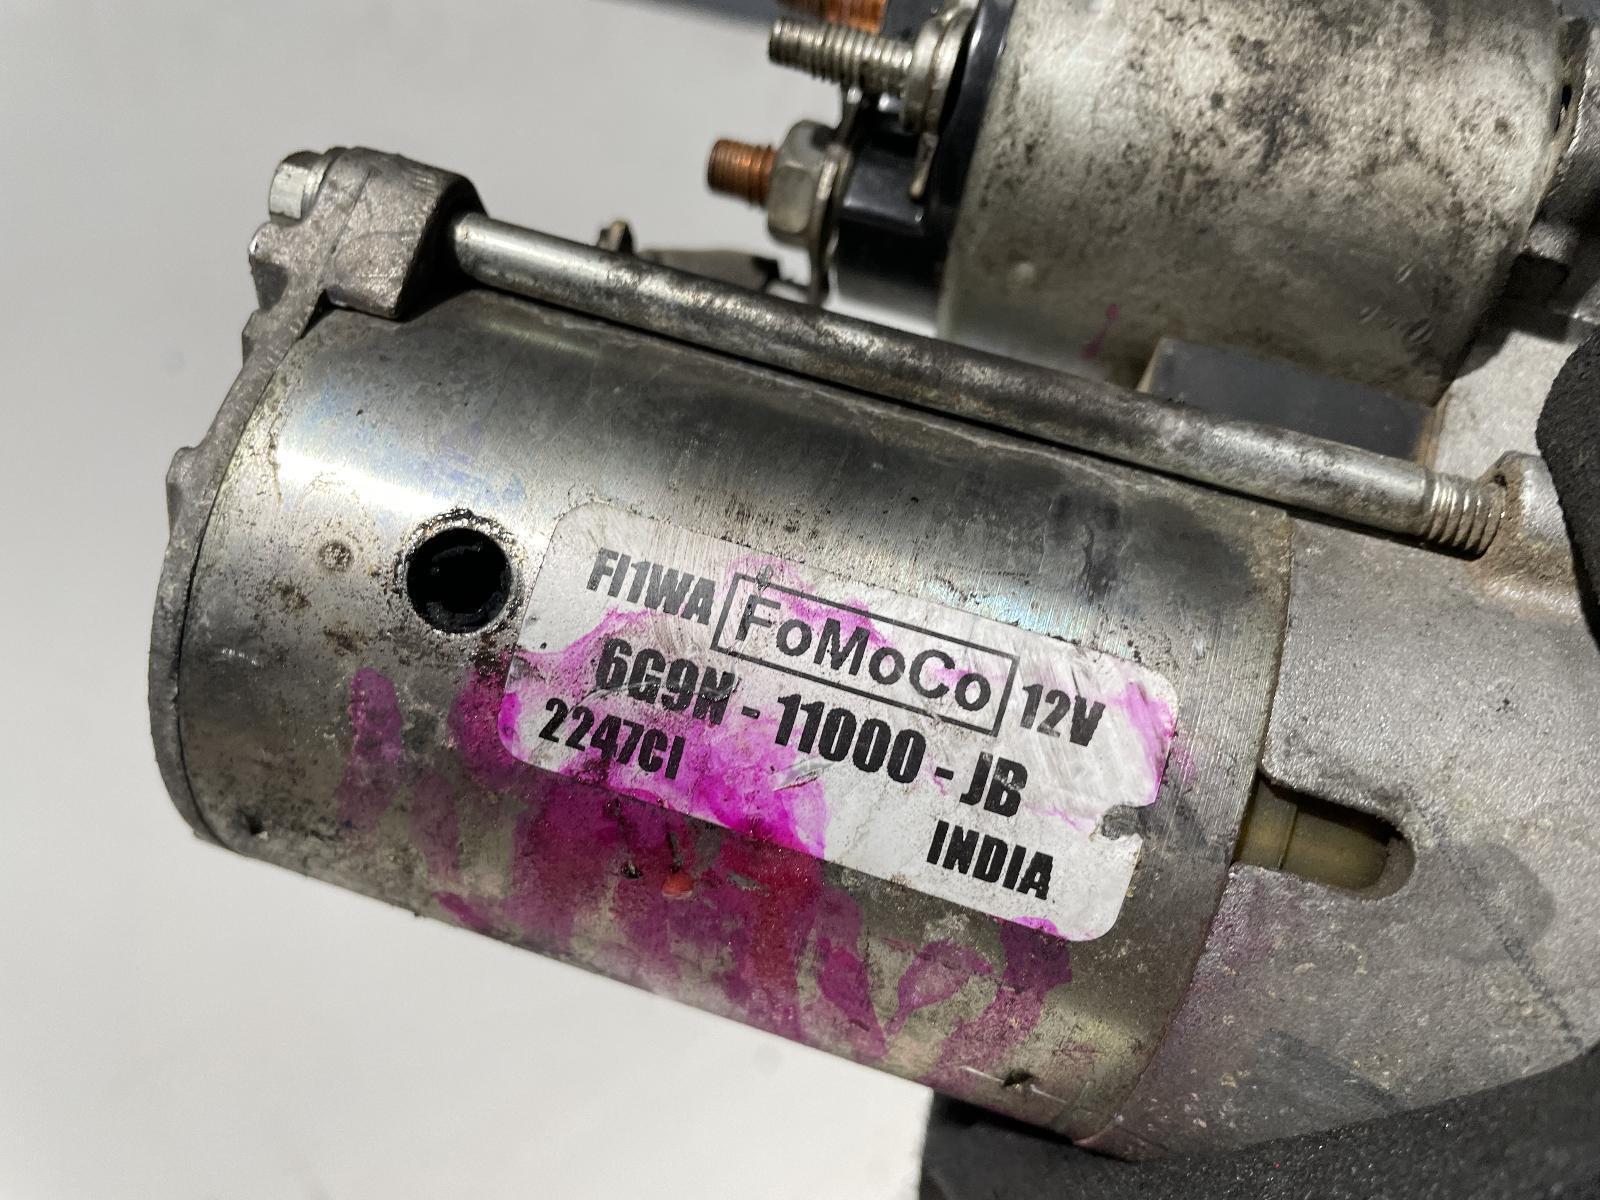 FI1WA FoMoCo 12V
6G9N - 11000 - JB
2247CI
INDIA